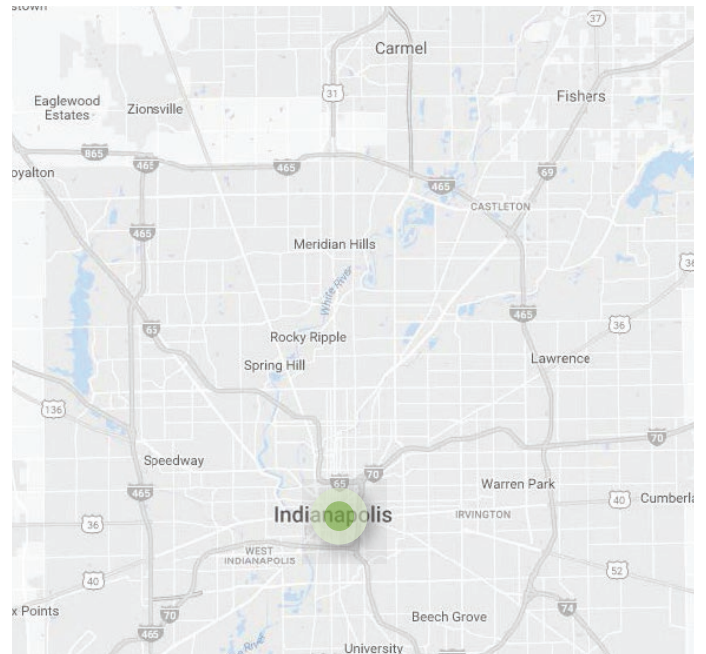 37
Carmel
31
Fishers
Eaglewood
Estates
Zionsville
865
465
465
69
465
CASTLETON
465
Meridian Hills
White River
465
36
65
Rocky Ripple
Lawrence
Spring Hill
136
70
Speedway
70
65
465
Warren Park
40
Indianapolis
IRVINGTON
36
WEST
INDIANAPOLIS
40
52
x Points
70
Beech Grove
74
465
River
University